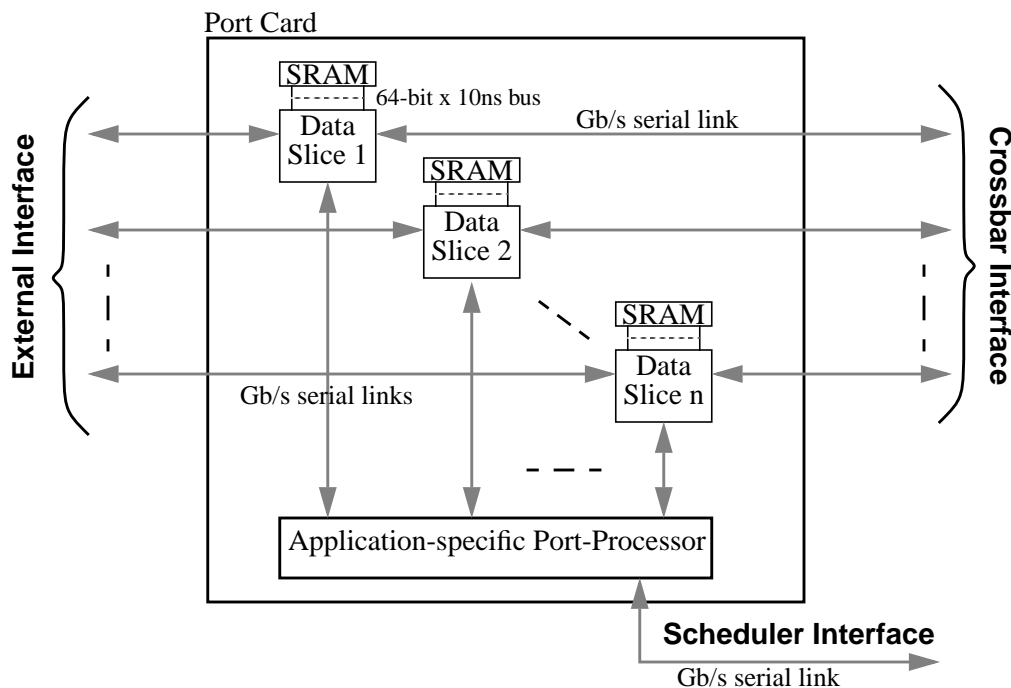 Port Card
SRAM
64-bit x 10ns bus
Data
Slice 1
Gb/s serial link
SRAM
Data
Slice 2
SRAM
Data
Slice n
Gb/s serial links
External Interface
Crossbar Interface
Application-specific Port-Processor
Scheduler Interface
Gb/s serial link